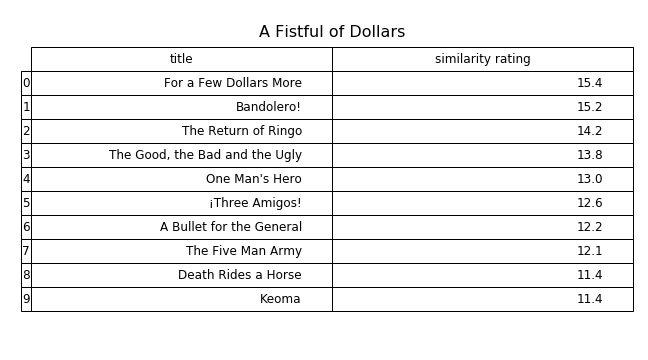 A Fistful of Dollars
title similarity rating
0 For a Few Dollars More 15.4
1 Bandolero! 15.2
2 The Return of Ringo 14.2
3 The Good, the Bad and the Ugly 13.8
4 One Man's Hero 13.0
5 ¡Three Amigos! 12.6
6 A Bullet for the General 12.2
7 The Five Man Army 12.1
8 Death Rides a Horse 11.4
9 Keoma 11.4